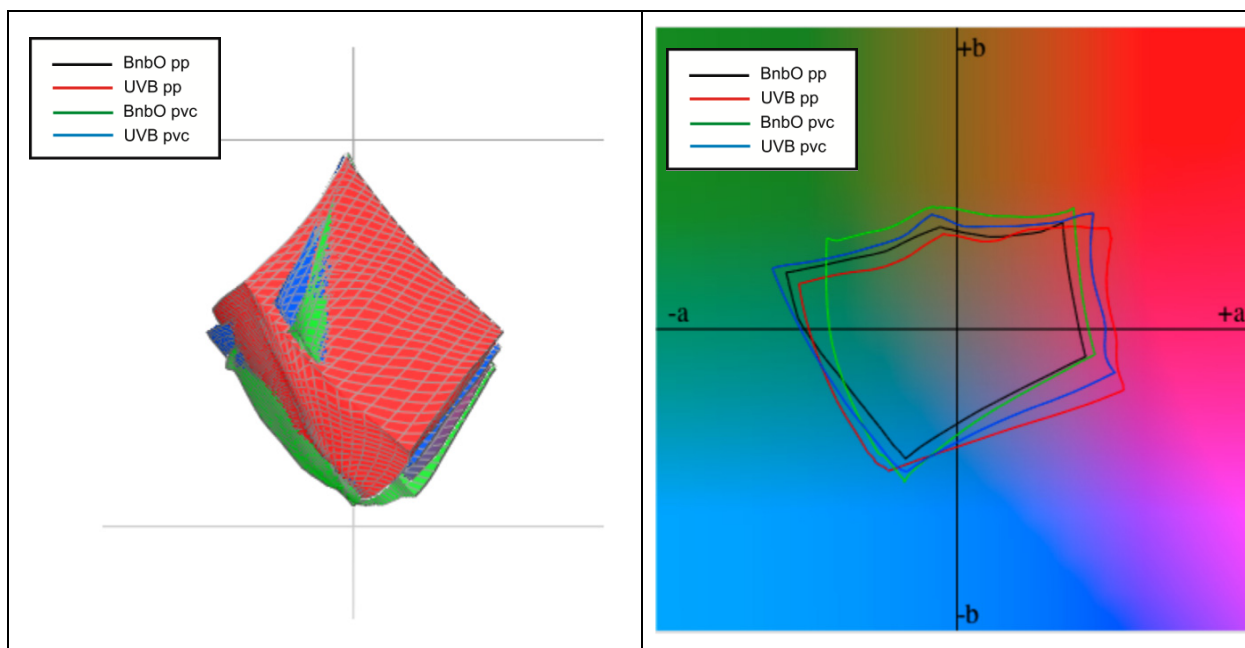 BnbO pp
UVB pp
BnbO pvc
UVB pvc
+b
BnbO pp
UVB pp
BnbO pvc
UVB pvc
-a
+a
-b